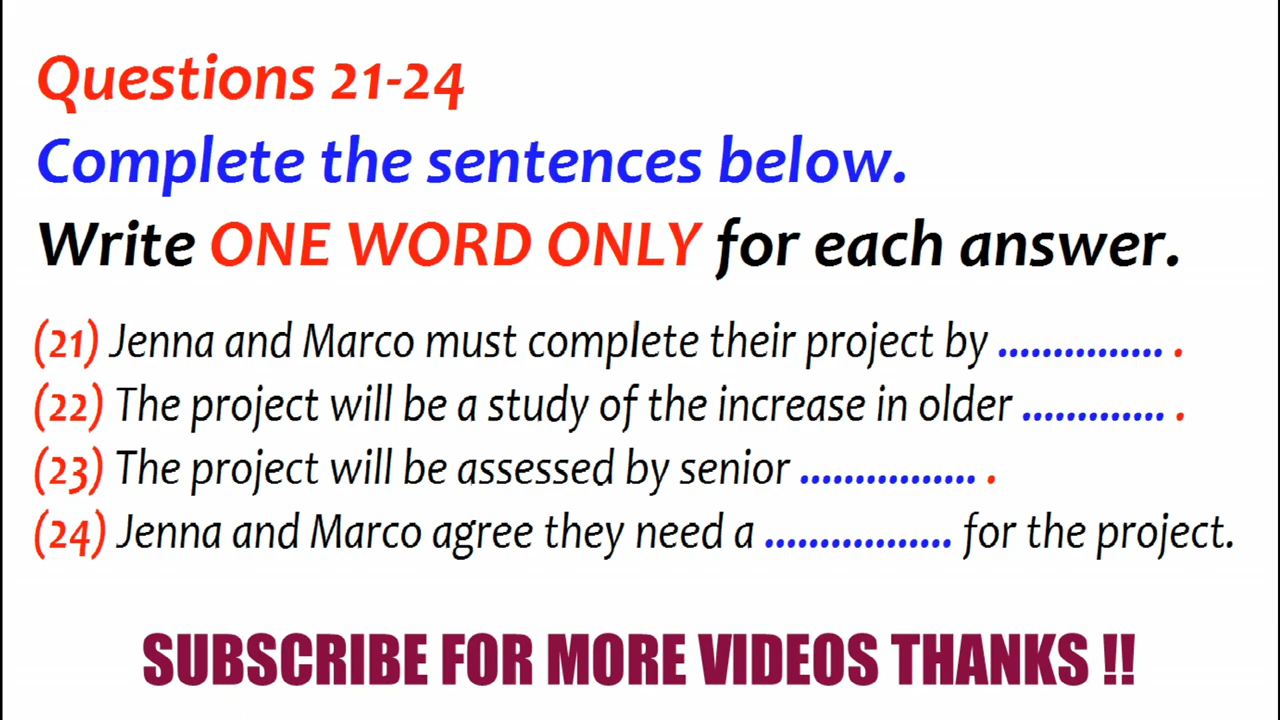 Questions 21-24
Complete the sentences below.
Write ONE WORD ONLY for each answer.
(21) Jenna and Marco must complete their project by ............... .
(22) The project will be a study of the increase in older ............. .
(23) The project will be assessed by senior ................ .
(24) Jenna and Marco agree they need a ................. for the project.
SUBSCRIBE FOR MORE VIDEOS THANKS !!